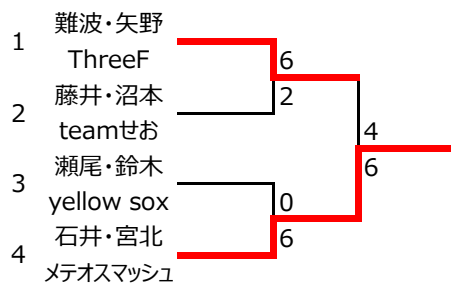 難波・矢野
1
ThreeF
6
藤井・沼本
2
2
teamせお
4
瀬尾・鈴木
6
3
yellow sox
0
石井・宮北
6
4
メテオスマッシュ